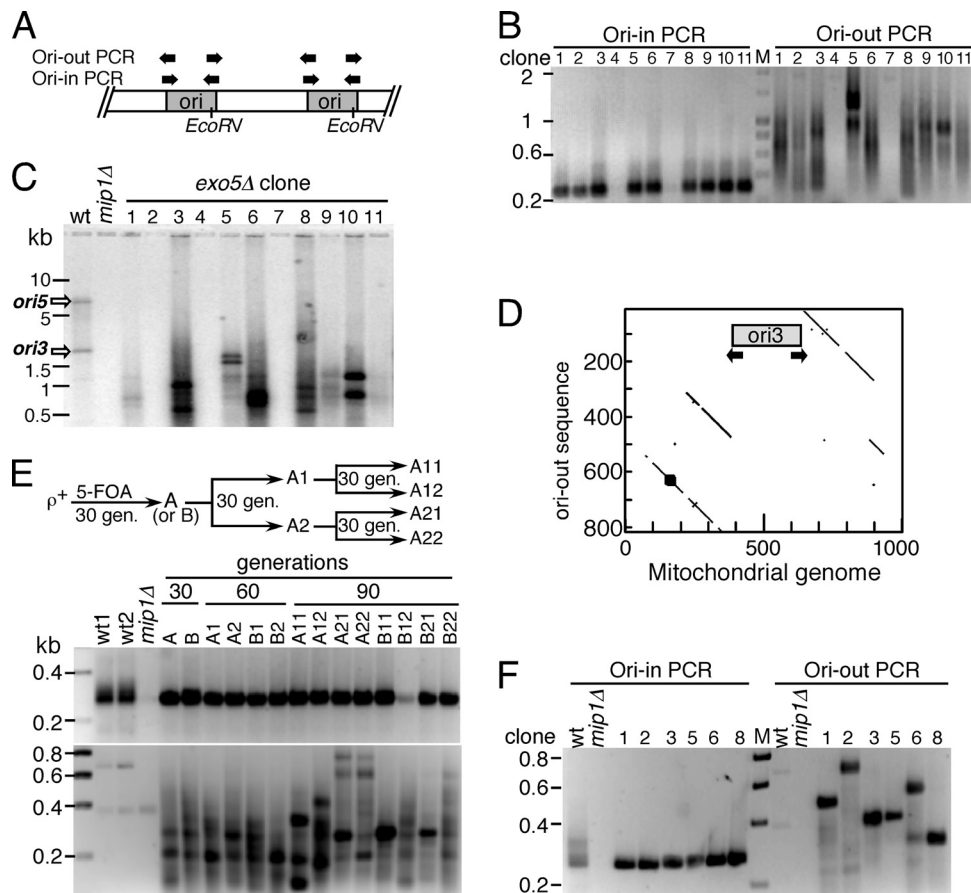 A
Ori-out PCR
Ori-in PCR
ori ori
EcoRV EcoRV
B
Ori-in PCR Ori-out PCR
clone 1 2 3 4 5 6 7 8 9 10 11 M 1 2 3 4 5 6 7 8 9 10 11
2
1
0.6
0.2
C
exo5Δ clone
wt mip1Δ 1 2 3 4 5 6 7 8 9 10 11
kb
10
ori5
5
ori3
1.5
1
0.5
D
ori3
ori-out sequence
200
400
600
800
0 500 1000
Mitochondrial genome
E
ρ+ 5-FOA 30 gen. A (or B) 30 gen. A1 30 gen. A11
A12
A2 30 gen. A21
A22
generations
30 60 90
kb wt1 wt2 mip1Δ A B A1 A2 B1 B2 A11 A12 A21 A22 B11 B12 B21 B22
0.4
0.2
0.8
0.6
0.4
0.2
F
Ori-in PCR Ori-out PCR
clone wt mip1Δ 1 2 3 5 6 8 M wt mip1Δ 1 2 3 5 6 8
0.8
0.6
0.4
0.2